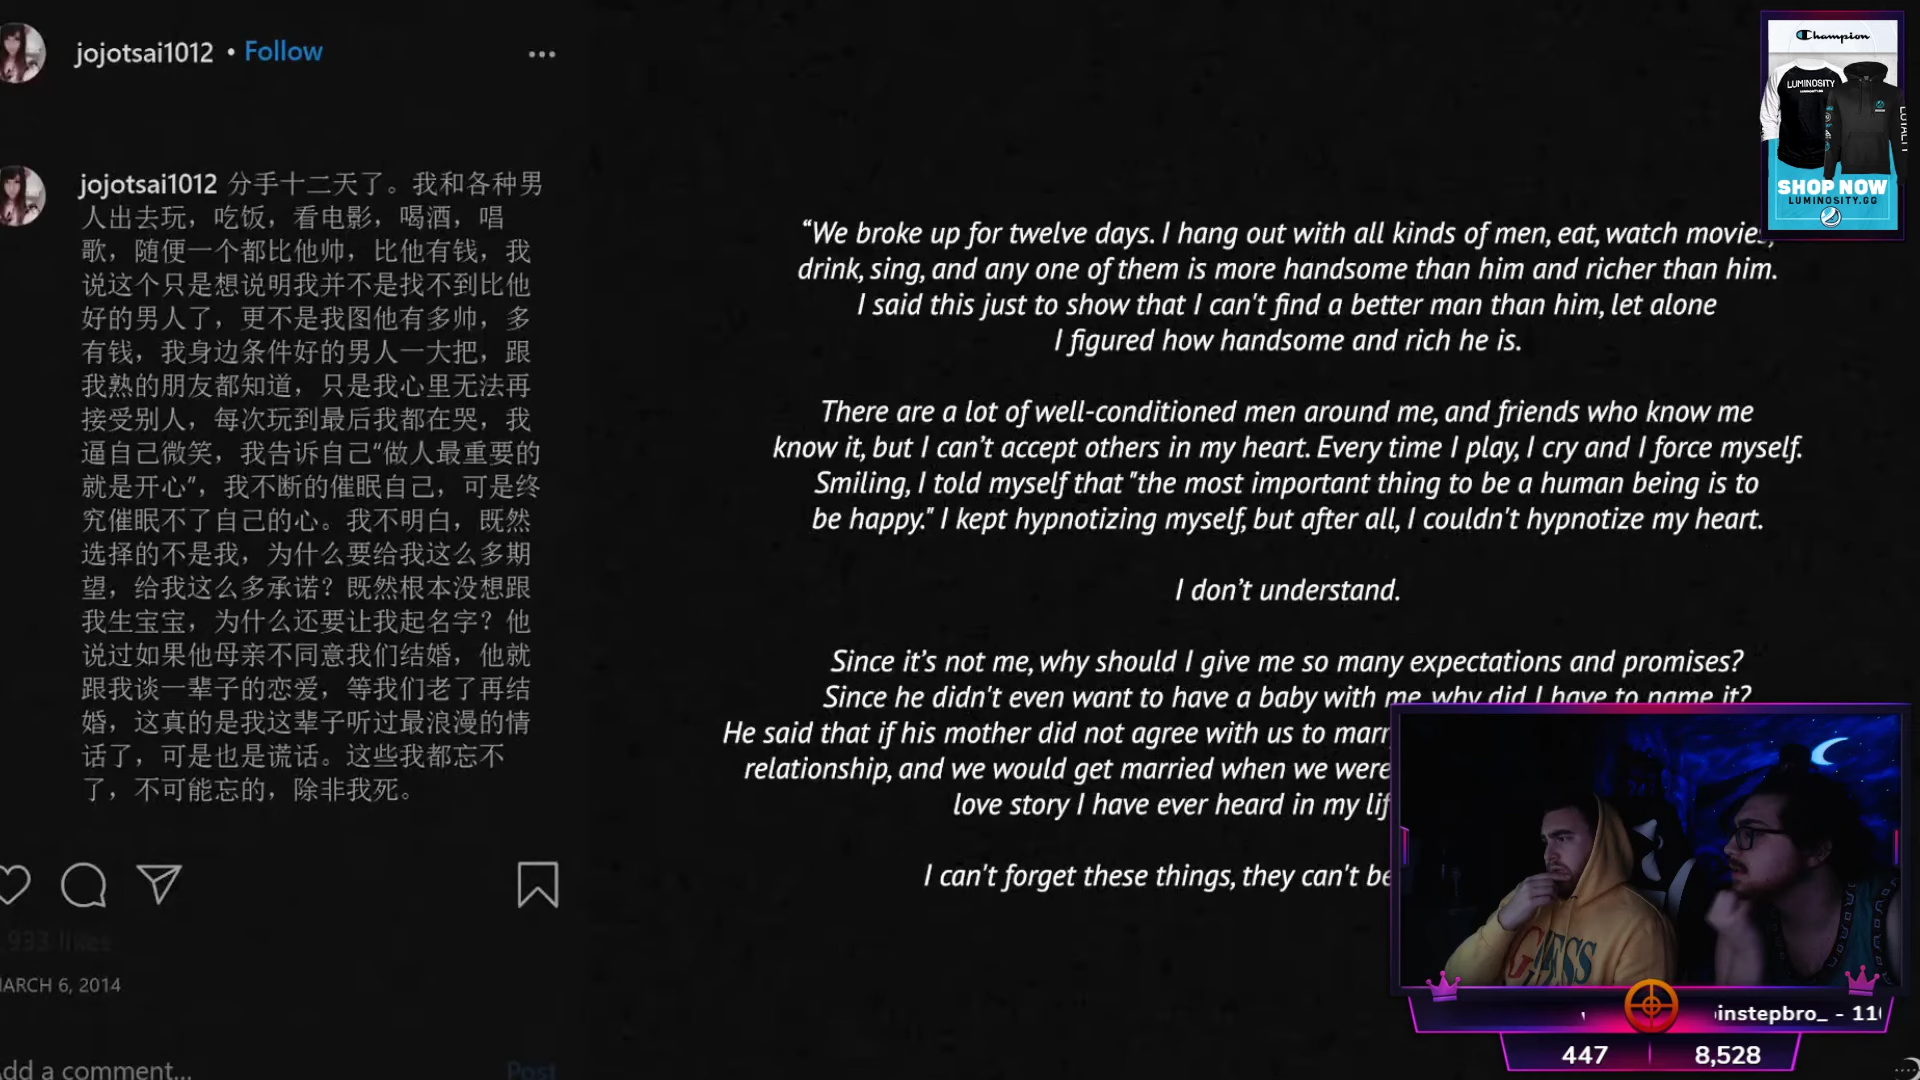 jojotsai1012 • Follow
jojotsai1012 分手十二天了。我和各种男
人出去玩，吃饭，看电影，喝酒，唱
歌，随便一个都比他帅，比他有钱，我
说这个只是想说明我并不是找不到比他
好的男人了，更不是我图他有多帅，多
有钱，我身边条件好的男人一大把，跟
我熟的朋友都知道，只是我心里无法再
接受别人，每次玩到最后我都在哭，我
逼自己微笑，我告诉自己“做人最重要的
就是开心”，我不断的催眠自己，可是终
究催眠不了自己的心。我不明白，既然
选择的不是我，为什么要给我这么多期
望，给我这么多承诺？既然根本没想跟
我生宝宝，为什么还要让我起名字？他
说过如果他母亲不同意我们结婚，他就
跟我谈一辈子的恋爱，等我们老了再结
婚，这真的是我这辈子听过最浪漫的情
话了，可是也是谎话。这些我都忘不
了，不可能忘的，除非我死。
933 likes
MARCH 6, 2014
Add a comment...
Post
“We broke up for twelve days. I hang out with all kinds of men, eat, watch movies,
drink, sing, and any one of them is more handsome than him and richer than him.
I said this just to show that I can't find a better man than him, let alone
I figured how handsome and rich he is.
There are a lot of well-conditioned men around me, and friends who know me
know it, but I can’t accept others in my heart. Every time I play, I cry and I force myself.
Smiling, I told myself that "the most important thing to be a human being is to
be happy." I kept hypnotizing myself, but after all, I couldn't hypnotize my heart.
I don’t understand.
Since it’s not me, why should I give me so many expectations and promises?
Since he didn't even want to have a baby with me, why did I have to name it?
He said that if his mother did not agree with us to marr
relationship, and we would get married when we were
love story I have ever heard in my lif
I can't forget these things, they can't be
Champion
LUMINOSITY
SHOP NOW
LUMINOSITY.GG
GUESS
instepbro_ - 11
447
8,528